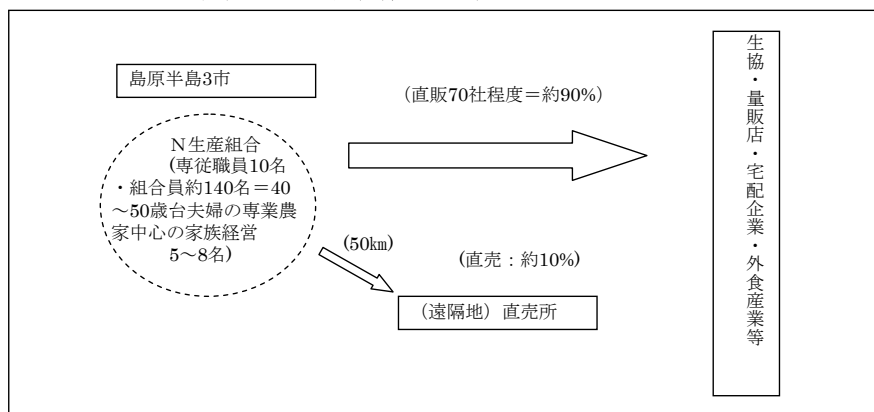 島原半島3市
(直販70社程度＝約90%)
N生産組合
(専従職員10名
・組合員約140名＝40
～50歳台夫婦の専業農
家中心の家族経営
5～8名)
(50km)
(直売：約10%)
(遠隔地）直売所
生協・量販店・宅配企業・外食産業等